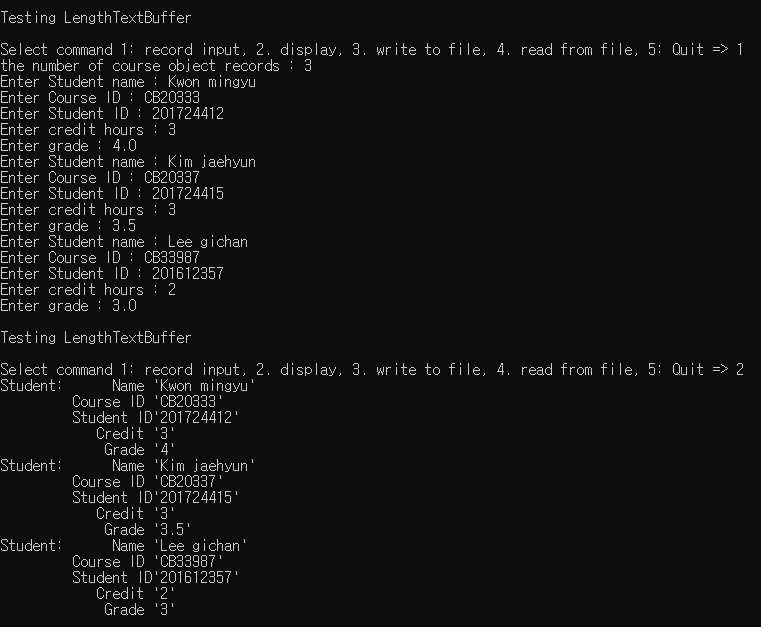 Testing LengthTextBuffer
Select command 1: record input, 2. display, 3. write to file, 4. read from file, 5: Quit => 1
the number of course object records : 3
Enter Student name : Kwon mingyu
Enter Course ID : CB20333
Enter Student ID : 201724412
Enter credit hours : 3
Enter grade : 4.0
Enter Student name : Kim jaehyun
Enter Course ID : CB20337
Enter Student ID : 201724415
Enter credit hours : 3
Enter grade : 3.5
Enter Student name : Lee gichan
Enter Course ID : CB33987
Enter Student ID : 201612357
Enter credit hours : 2
Enter grade : 3.0
Testing LengthTextBuffer
Select command 1: record input, 2. display, 3. write to file, 4. read from file, 5: Quit => 2
Student:      Name 'Kwon mingyu'
         Course ID 'CB20333'
         Student ID'201724412'
            Credit '3'
             Grade '4'
Student:      Name 'Kim jaehyun'
         Course ID 'CB20337'
         Student ID'201724415'
            Credit '3'
             Grade '3.5'
Student:      Name 'Lee gichan'
         Course ID 'CB33987'
         Student ID'201612357'
            Credit '2'
             Grade '3'